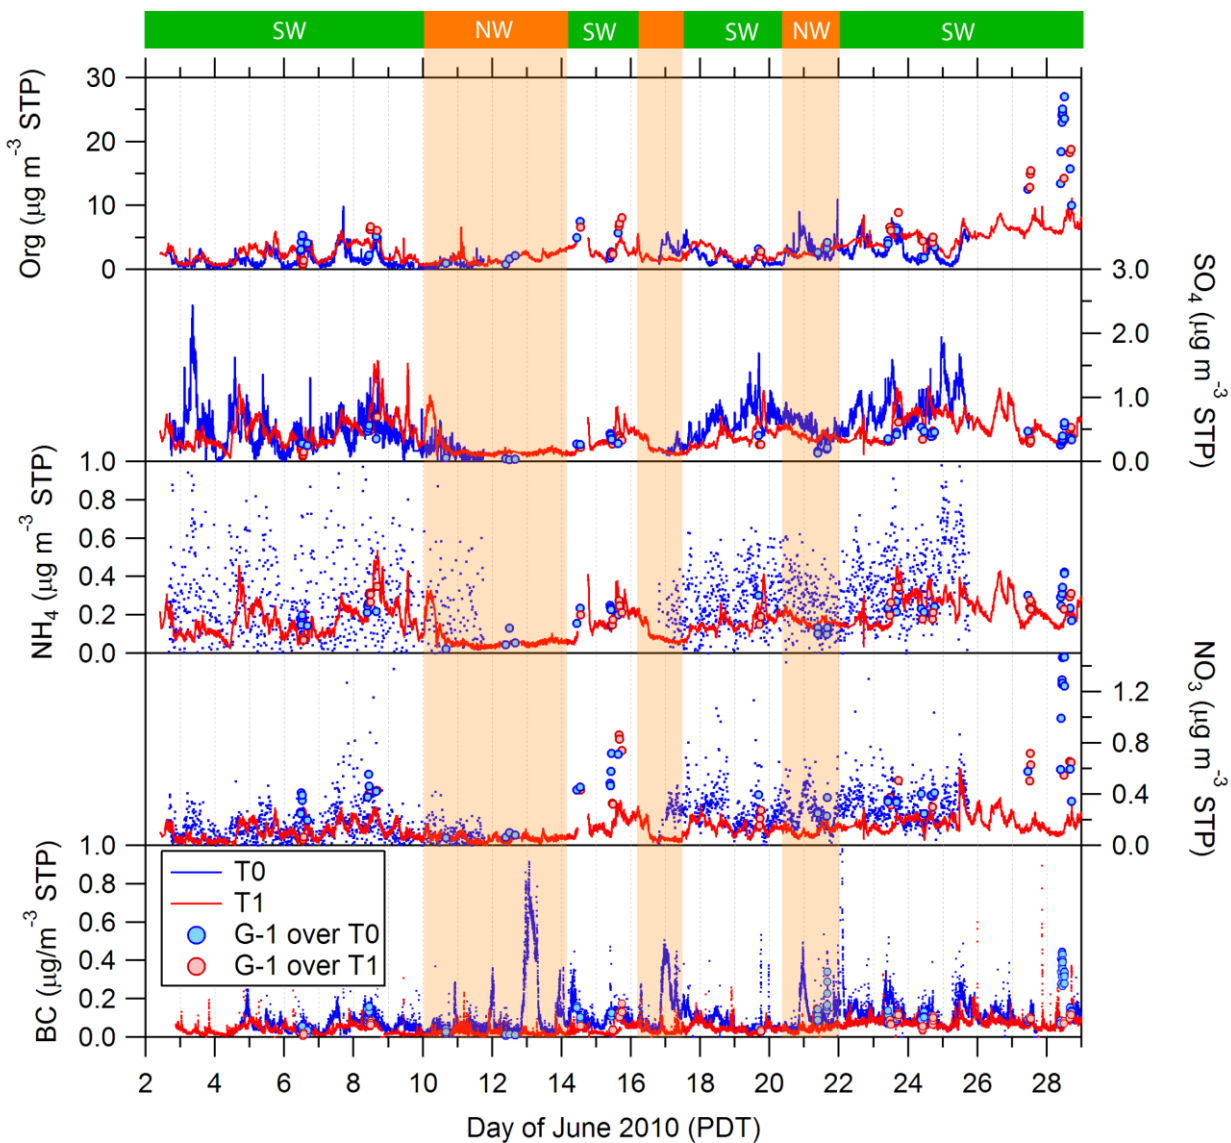 SW NW SW SW NW SW
30
20
10
0
Org (μg m⁻³ STP)
3.0
2.0
1.0
0.0
SO₄ (μg m⁻³ STP)
1.0
0.8
0.6
0.4
0.2
0.0
NH₄ (μg m⁻³ STP)
1.2
0.8
0.4
0.0
NO₃ (μg m⁻³ STP)
1.0
0.8
0.6
0.4
0.2
0.0
BC (μg/m⁻³ STP)
T0
T1
G-1 over T0
G-1 over T1
2 4 6 8 10 12 14 16 18 20 22 24 26 28
Day of June 2010 (PDT)